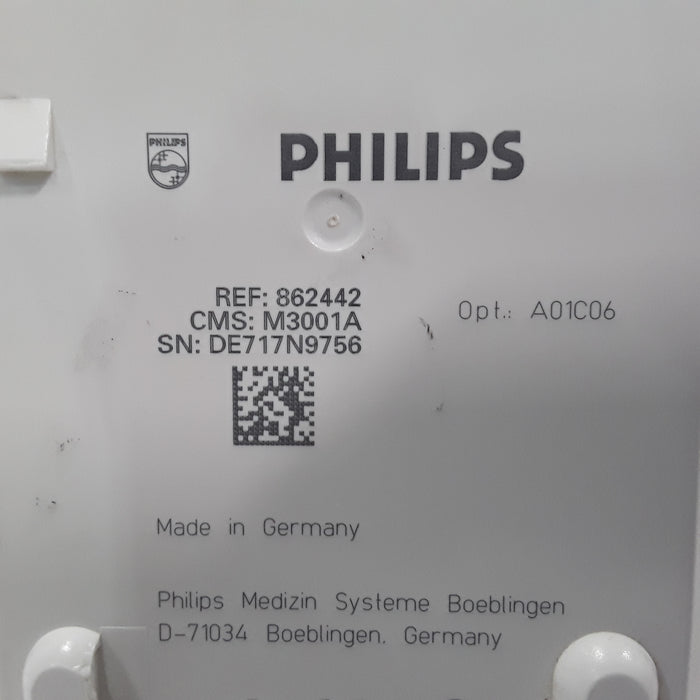 PHILIPS
PHILIPS
REF: 862442
CMS: M3001A
SN: DE717N9756
Opt.: A01C06
Made in Germany
Philips Medizin Systeme Boeblingen
D-71034 Boeblingen. Germany